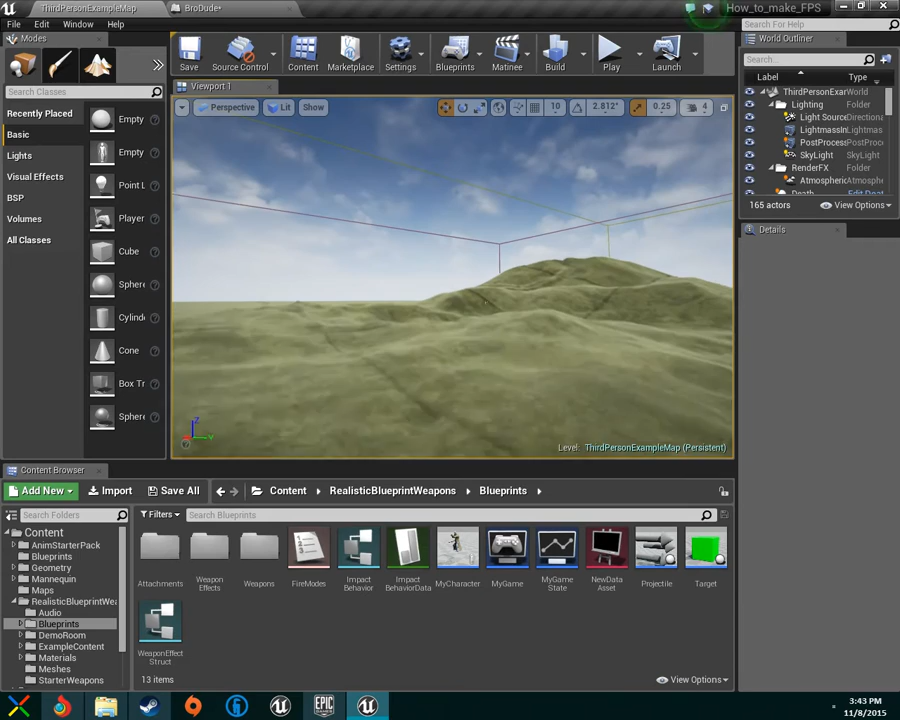 ThirdPersonExampleMap
BroDude*
How_to_make_FPS
File Edit Window Help
Search For Help
Modes
Save
Source Control
Content
Marketplace
Settings
Blueprints
Matinee
Build
Play
Launch
World Outliner
Search...
Label Type
ThirdPersonExar World
Lighting Folder
Light Source Directiona
LightmassIn Lightmas
PostProcess PostProce
SkyLight SkyLight
RenderFX Folder
Atmospheric Atmosphe
165 actors
View Options
Details
Search Classes
Recently Placed
Basic
Lights
Visual Effects
BSP
Volumes
All Classes
Empty
Empty
Point L
Player
Cube
Sphere
Cylind
Cone
Box Tr
Sphere
Viewport 1
Perspective
Lit
Show
10
2.812°
0.25
4
Z
Y
Level: ThirdPersonExampleMap (Persistent)
Content Browser
Add New
Import
Save All
Content
RealisticBlueprintWeapons
Blueprints
Search Folders
Filters
Search Blueprints
Content
AnimStarterPack
Blueprints
Geometry
Mannequin
Maps
RealisticBlueprintWea
Audio
Blueprints
DemoRoom
ExampleContent
Materials
Meshes
StarterWeapons
Attachments
Weapon
Effects
Weapons
FireModes
Impact
Behavior
Impact
BehaviorData
MyCharacter
MyGame
MyGame
State
NewData
Asset
Projectile
Target
WeaponEffect
Struct
13 items
View Options
EPIC
3:43 PM
11/8/2015